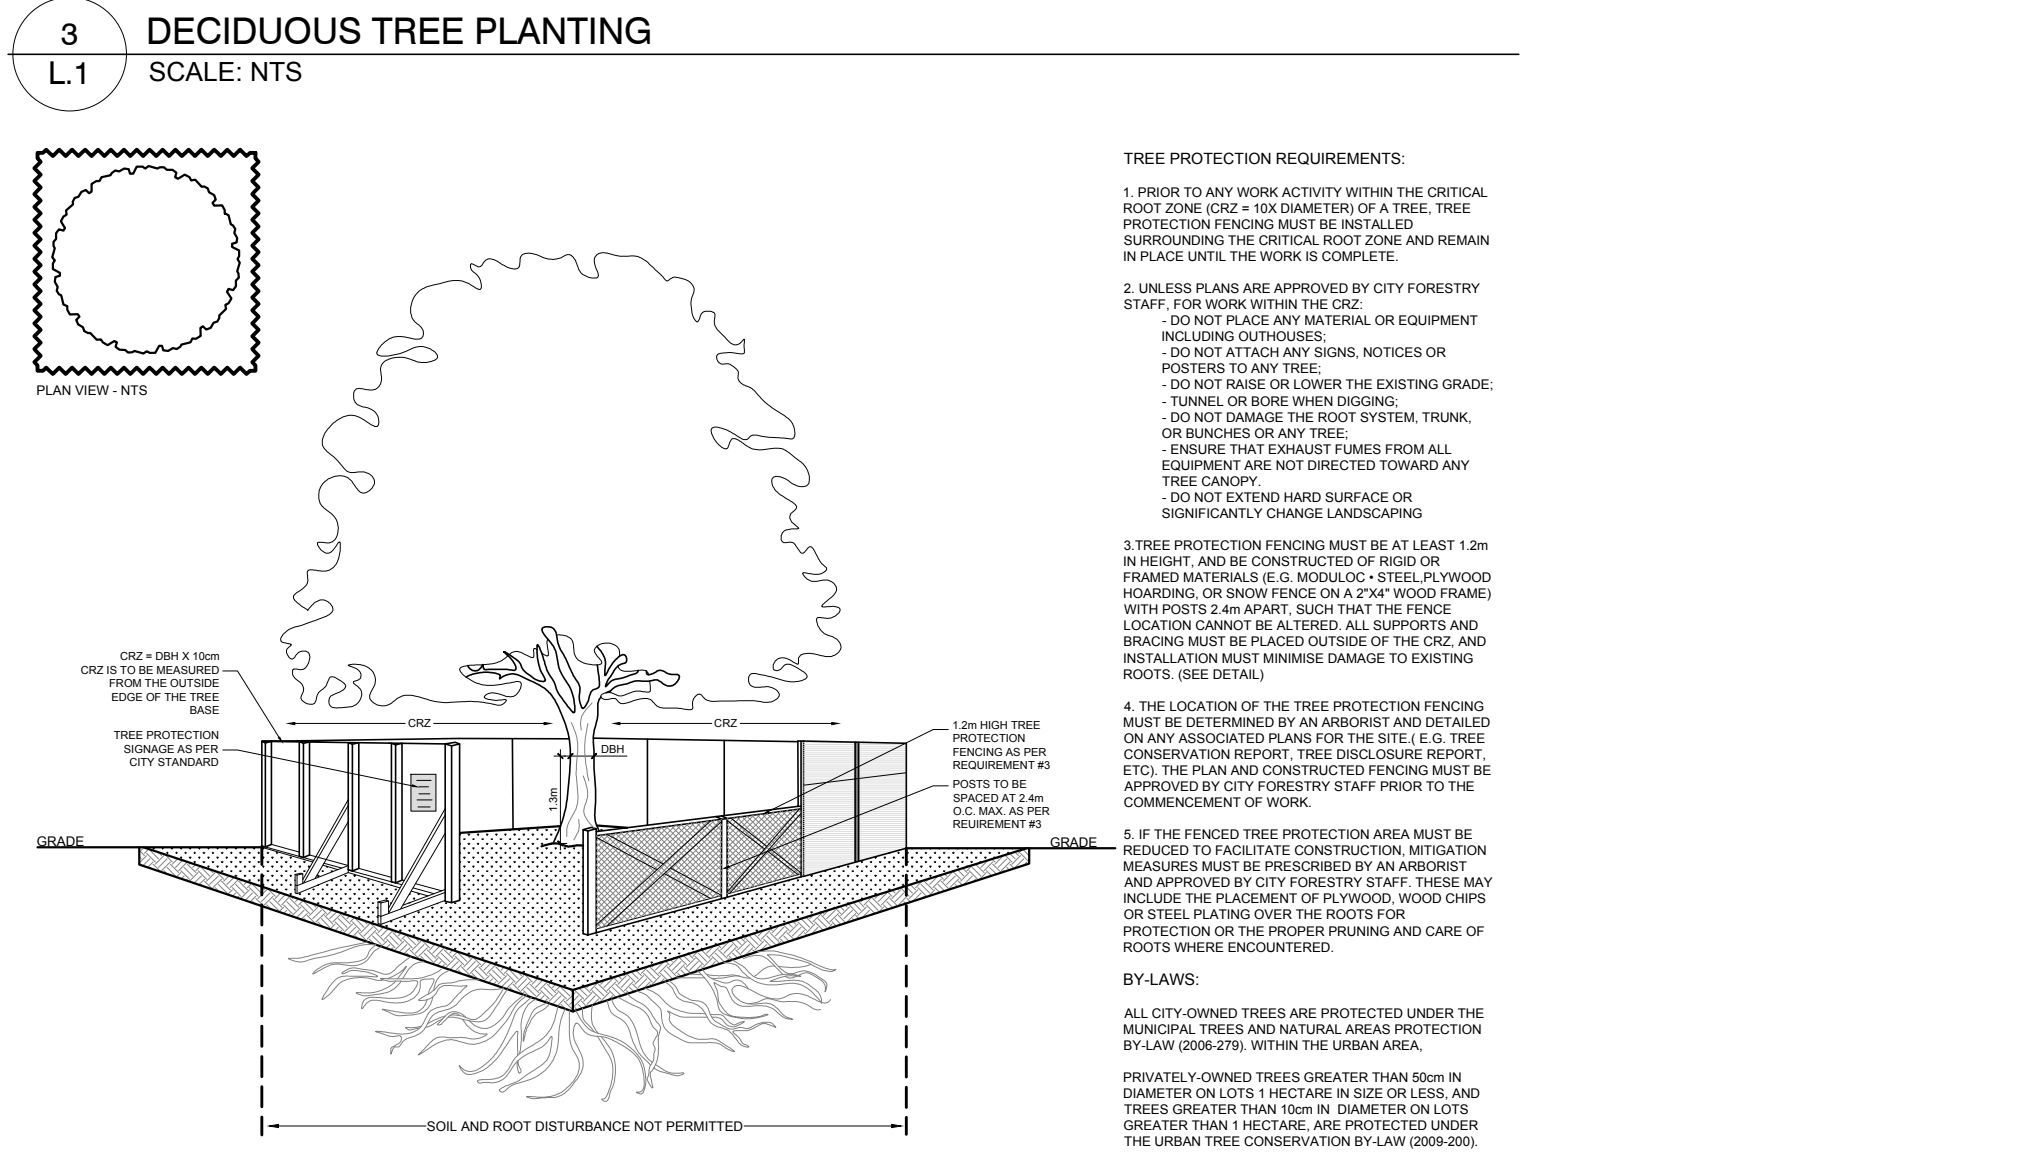 3
L.1
DECIDUOUS TREE PLANTING
SCALE: NTS
PLAN VIEW - NTS
CRZ = DBH X 10cm
CRZ IS TO BE MEASURED
FROM THE OUTSIDE
EDGE OF THE TREE
BASE
TREE PROTECTION
SIGNAGE AS PER
CITY STANDARD
GRADE
CRZ
CRZ
DBH
1.3m
1.2m HIGH TREE
PROTECTION
FENCING AS PER
REQUIREMENT #3
POSTS TO BE
SPACED AT 2.4m
O.C. MAX. AS PER
REUIREMENT #3
GRADE
SOIL AND ROOT DISTURBANCE NOT PERMITTED
TREE PROTECTION REQUIREMENTS:
1. PRIOR TO ANY WORK ACTIVITY WITHIN THE CRITICAL
ROOT ZONE (CRZ = 10X DIAMETER) OF A TREE, TREE
PROTECTION FENCING MUST BE INSTALLED
SURROUNDING THE CRITICAL ROOT ZONE AND REMAIN
IN PLACE UNTIL THE WORK IS COMPLETE.
2. UNLESS PLANS ARE APPROVED BY CITY FORESTRY
STAFF, FOR WORK WITHIN THE CRZ:
- DO NOT PLACE ANY MATERIAL OR EQUIPMENT
INCLUDING OUTHOUSES;
- DO NOT ATTACH ANY SIGNS, NOTICES OR
POSTERS TO ANY TREE;
- DO NOT RAISE OR LOWER THE EXISTING GRADE;
- TUNNEL OR BORE WHEN DIGGING;
- DO NOT DAMAGE THE ROOT SYSTEM, TRUNK,
OR BUNCHES OR ANY TREE;
- ENSURE THAT EXHAUST FUMES FROM ALL
EQUIPMENT ARE NOT DIRECTED TOWARD ANY
TREE CANOPY.
- DO NOT EXTEND HARD SURFACE OR
SIGNIFICANTLY CHANGE LANDSCAPING
3.TREE PROTECTION FENCING MUST BE AT LEAST 1.2m
IN HEIGHT, AND BE CONSTRUCTED OF RIGID OR
FRAMED MATERIALS (E.G. MODULOC • STEEL,PLYWOOD
HOARDING, OR SNOW FENCE ON A 2"X4" WOOD FRAME)
WITH POSTS 2.4m APART, SUCH THAT THE FENCE
LOCATION CANNOT BE ALTERED. ALL SUPPORTS AND
BRACING MUST BE PLACED OUTSIDE OF THE CRZ, AND
INSTALLATION MUST MINIMISE DAMAGE TO EXISTING
ROOTS. (SEE DETAIL)
4. THE LOCATION OF THE TREE PROTECTION FENCING
MUST BE DETERMINED BY AN ARBORIST AND DETAILED
ON ANY ASSOCIATED PLANS FOR THE SITE.( E.G. TREE
CONSERVATION REPORT, TREE DISCLOSURE REPORT,
ETC). THE PLAN AND CONSTRUCTED FENCING MUST BE
APPROVED BY CITY FORESTRY STAFF PRIOR TO THE
COMMENCEMENT OF WORK.
5. IF THE FENCED TREE PROTECTION AREA MUST BE
REDUCED TO FACILITATE CONSTRUCTION, MITIGATION
MEASURES MUST BE PRESCRIBED BY AN ARBORIST
AND APPROVED BY CITY FORESTRY STAFF. THESE MAY
INCLUDE THE PLACEMENT OF PLYWOOD, WOOD CHIPS
OR STEEL PLATING OVER THE ROOTS FOR
PROTECTION OR THE PROPER PRUNING AND CARE OF
ROOTS WHERE ENCOUNTERED.
BY-LAWS:
ALL CITY-OWNED TREES ARE PROTECTED UNDER THE
MUNICIPAL TREES AND NATURAL AREAS PROTECTION
BY-LAW (2006-279). WITHIN THE URBAN AREA,
PRIVATELY-OWNED TREES GREATER THAN 50cm IN
DIAMETER ON LOTS 1 HECTARE IN SIZE OR LESS, AND
TREES GREATER THAN 10cm IN  DIAMETER ON LOTS
GREATER THAN 1 HECTARE, ARE PROTECTED UNDER
THE URBAN TREE CONSERVATION BY-LAW (2009-200).